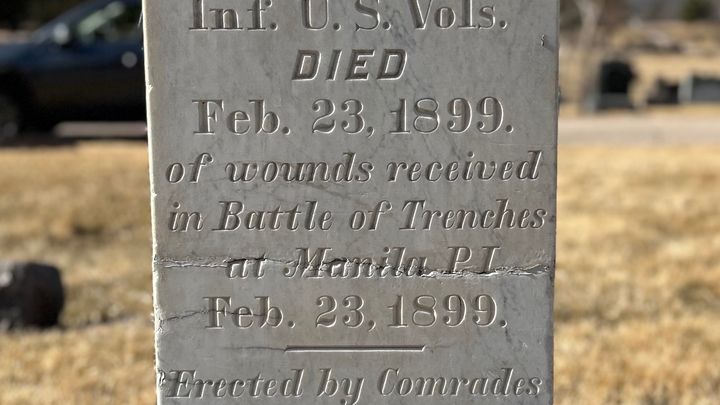 Inf. U. S. Vols.
DIED
Feb. 23, 1899.
of wounds received
in Battle of Trenches
at Manila P.I.
Feb. 23, 1899.
Erected by Comrades